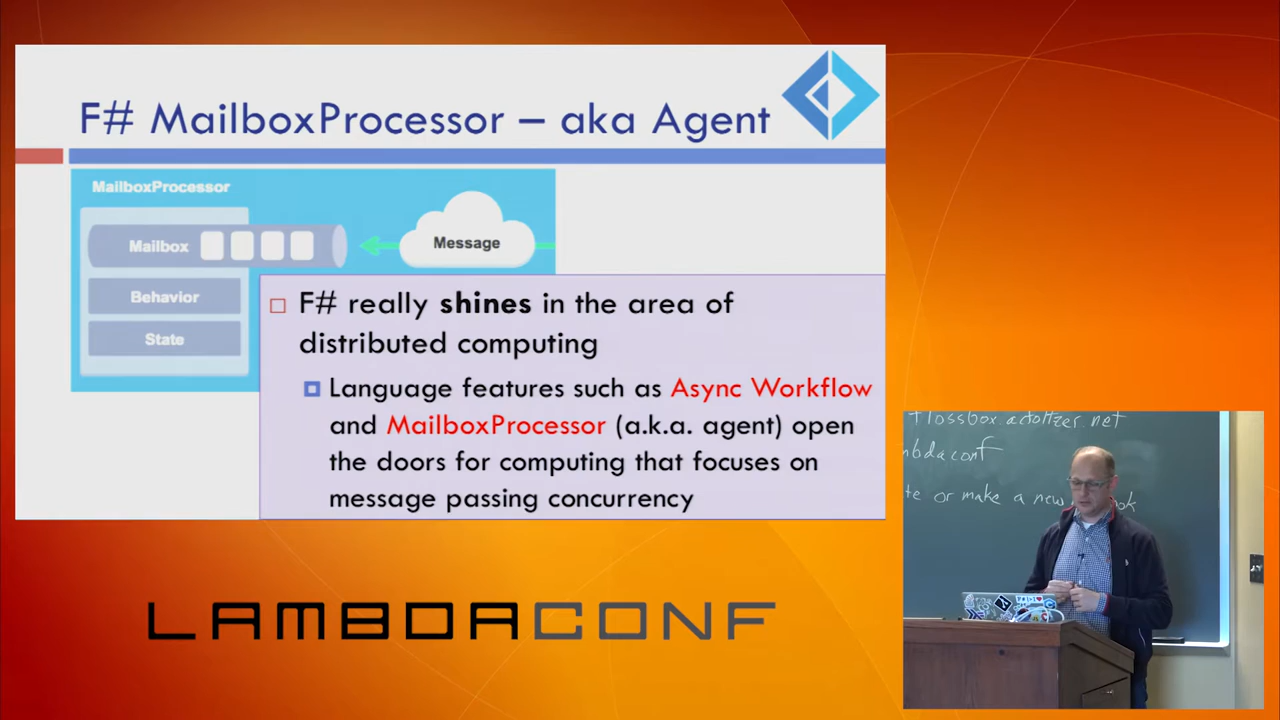 F# MailboxProcessor – aka Agent
MailboxProcessor
Mailbox
Message
Behavior
State
F# really shines in the area of
distributed computing
Language features such as Async Workflow
and MailboxProcessor (a.k.a. agent) open
the doors for computing that focuses on
message passing concurrency
LAMBDACONF
or make a new